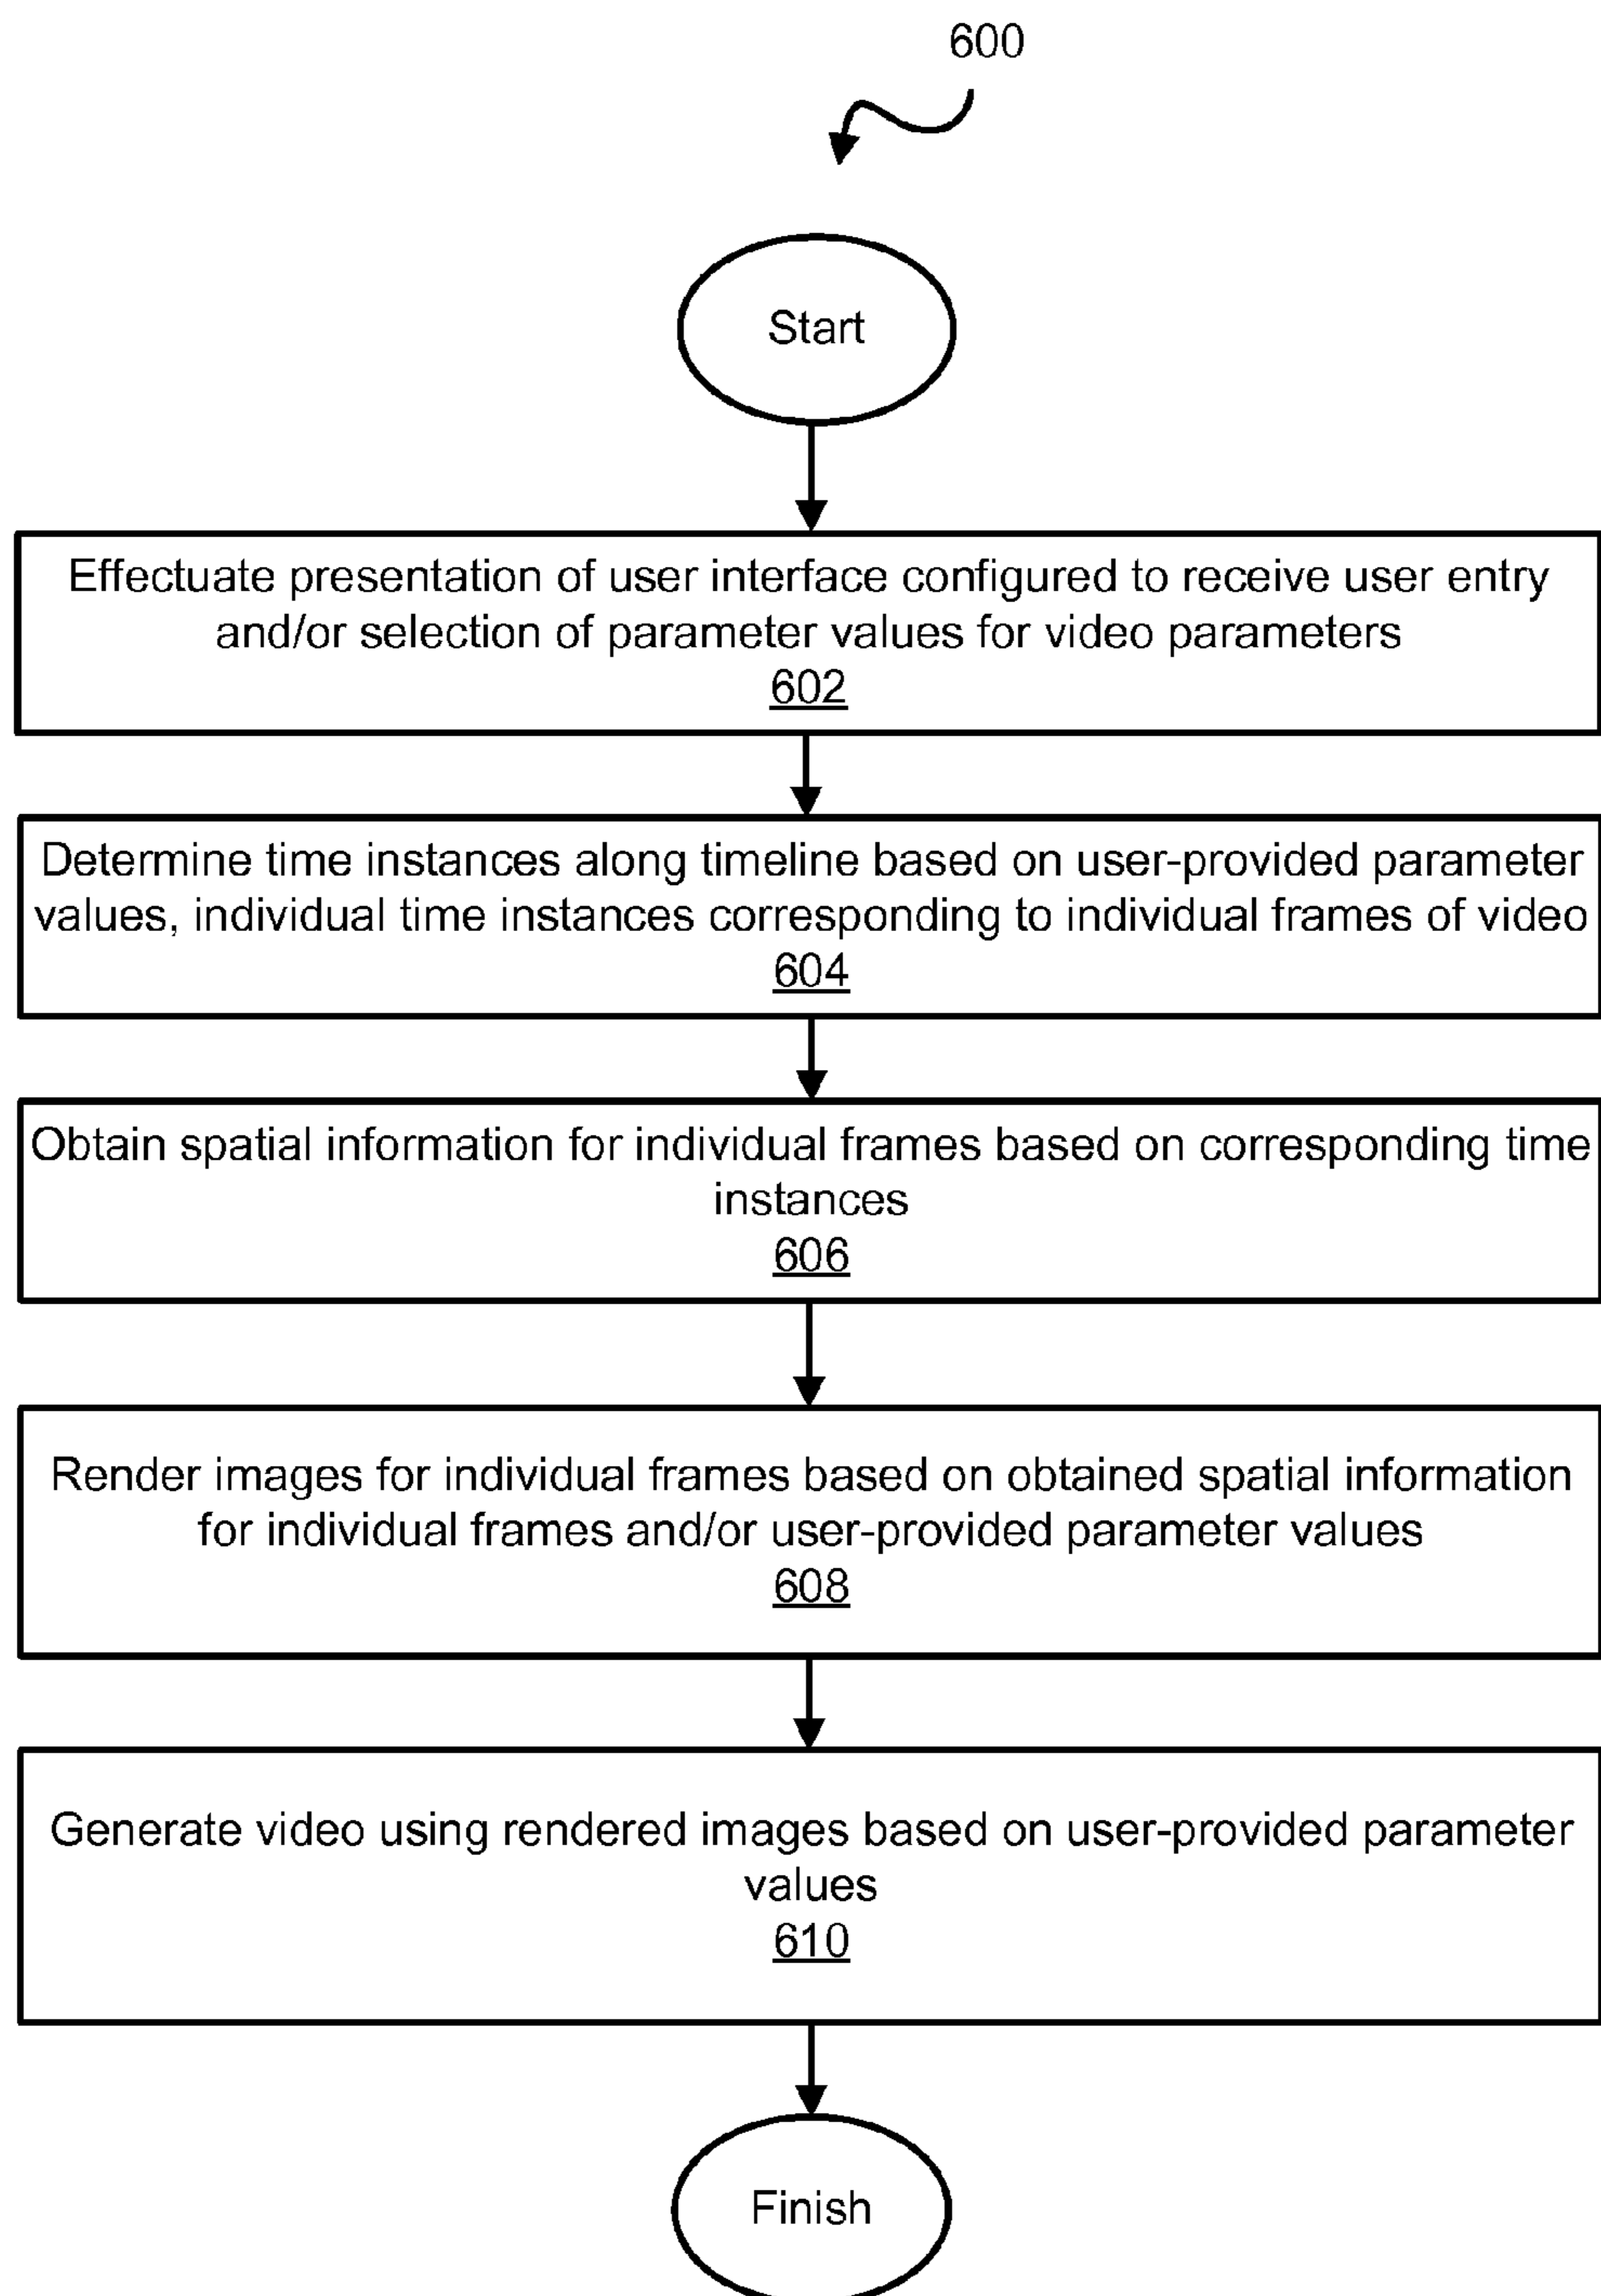 600
Start
Effectuate presentation of user interface configured to receive user entry
and/or selection of parameter values for video parameters
602
Determine time instances along timeline based on user-provided parameter
values, individual time instances corresponding to individual frames of video
604
Obtain spatial information for individual frames based on corresponding time
instances
606
Render images for individual frames based on obtained spatial information
for individual frames and/or user-provided parameter values
608
Generate video using rendered images based on user-provided parameter
values
610
Finish